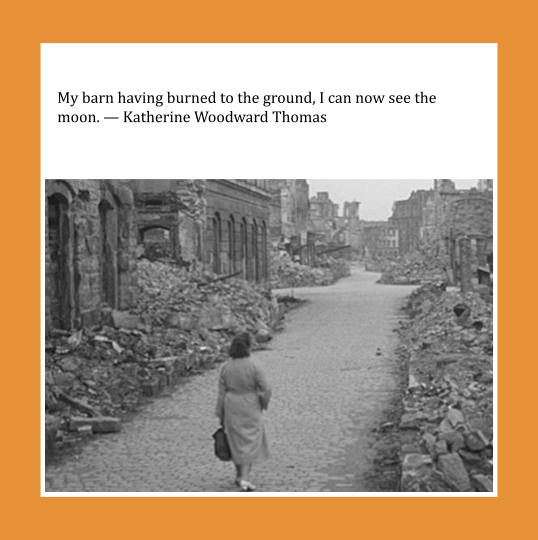 My barn having burned to the ground, I can now see the
moon. — Katherine Woodward Thomas